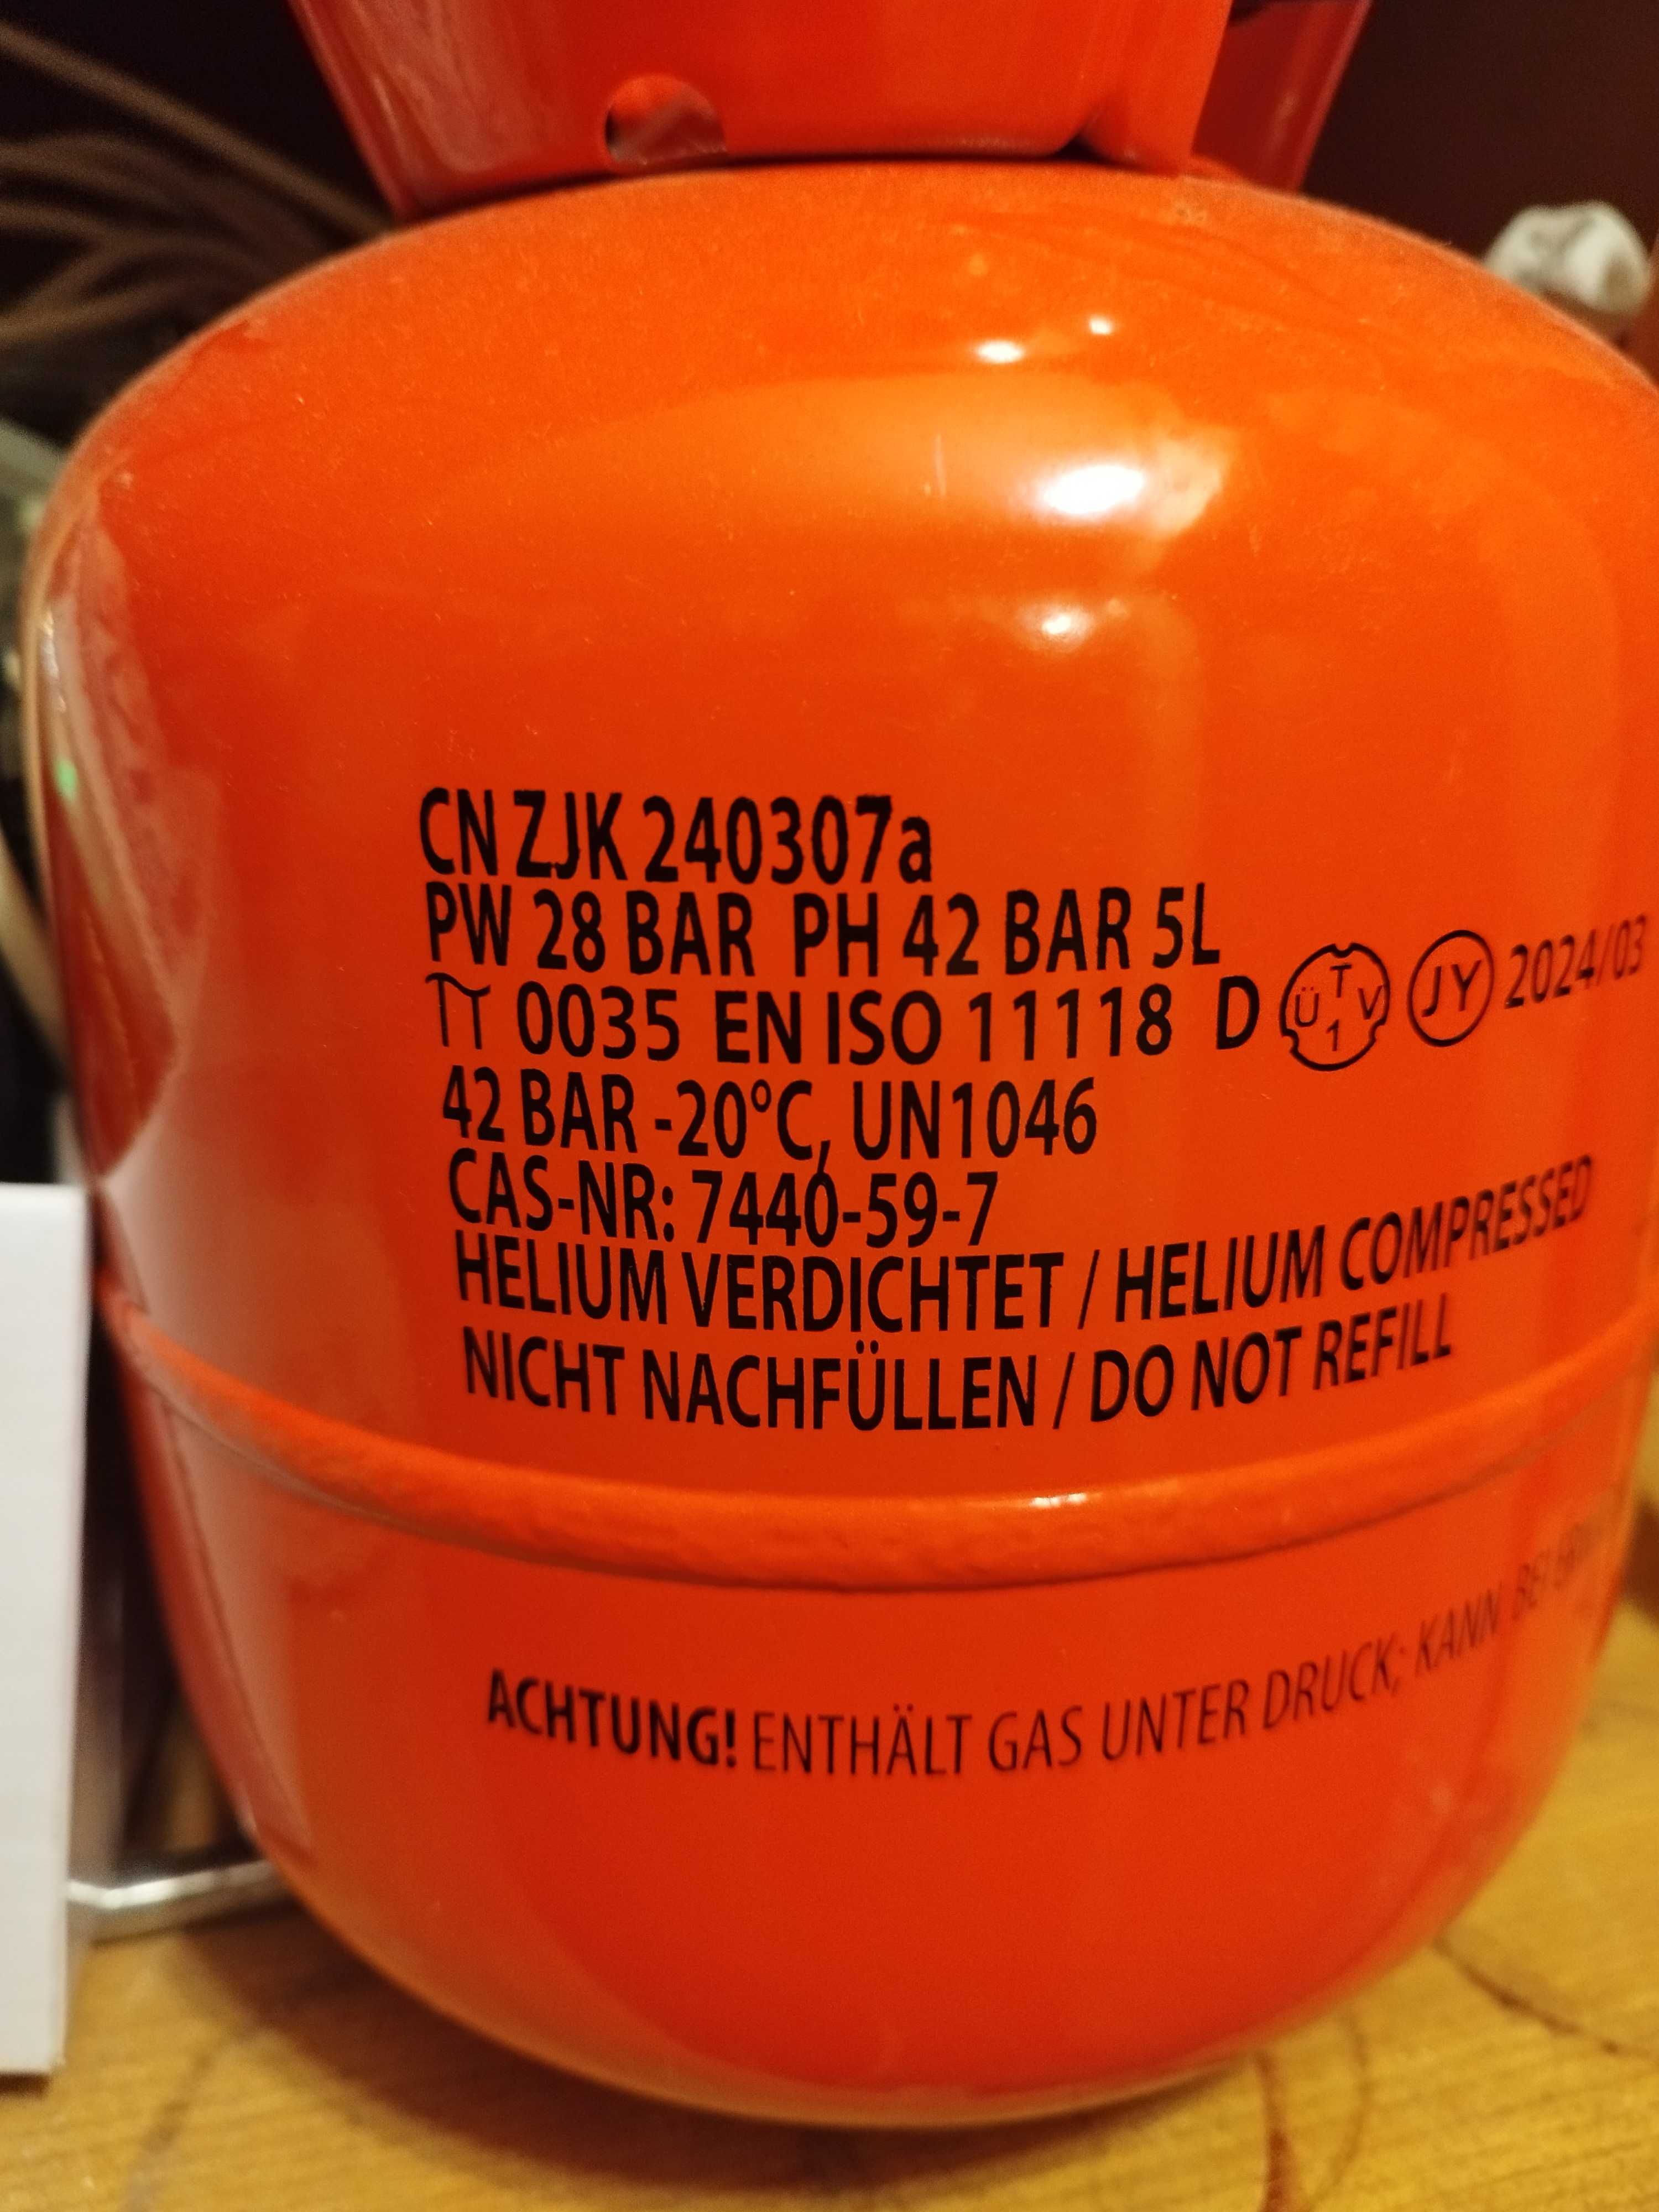 CN ZJK 240307a
PW 28 BAR PH 42 BAR 5L
π 0035 EN ISO 11118 D TÜV 1 JY 2024/03
42 BAR -20°C, UN1046
CAS-NR: 7440-59-7
HELIUM VERDICHTET / HELIUM COMPRESSED
NICHT NACHFÜLLEN / DO NOT REFILL
ACHTUNG! ENTHÄLT GAS UNTER DRUCK; KANN BEI